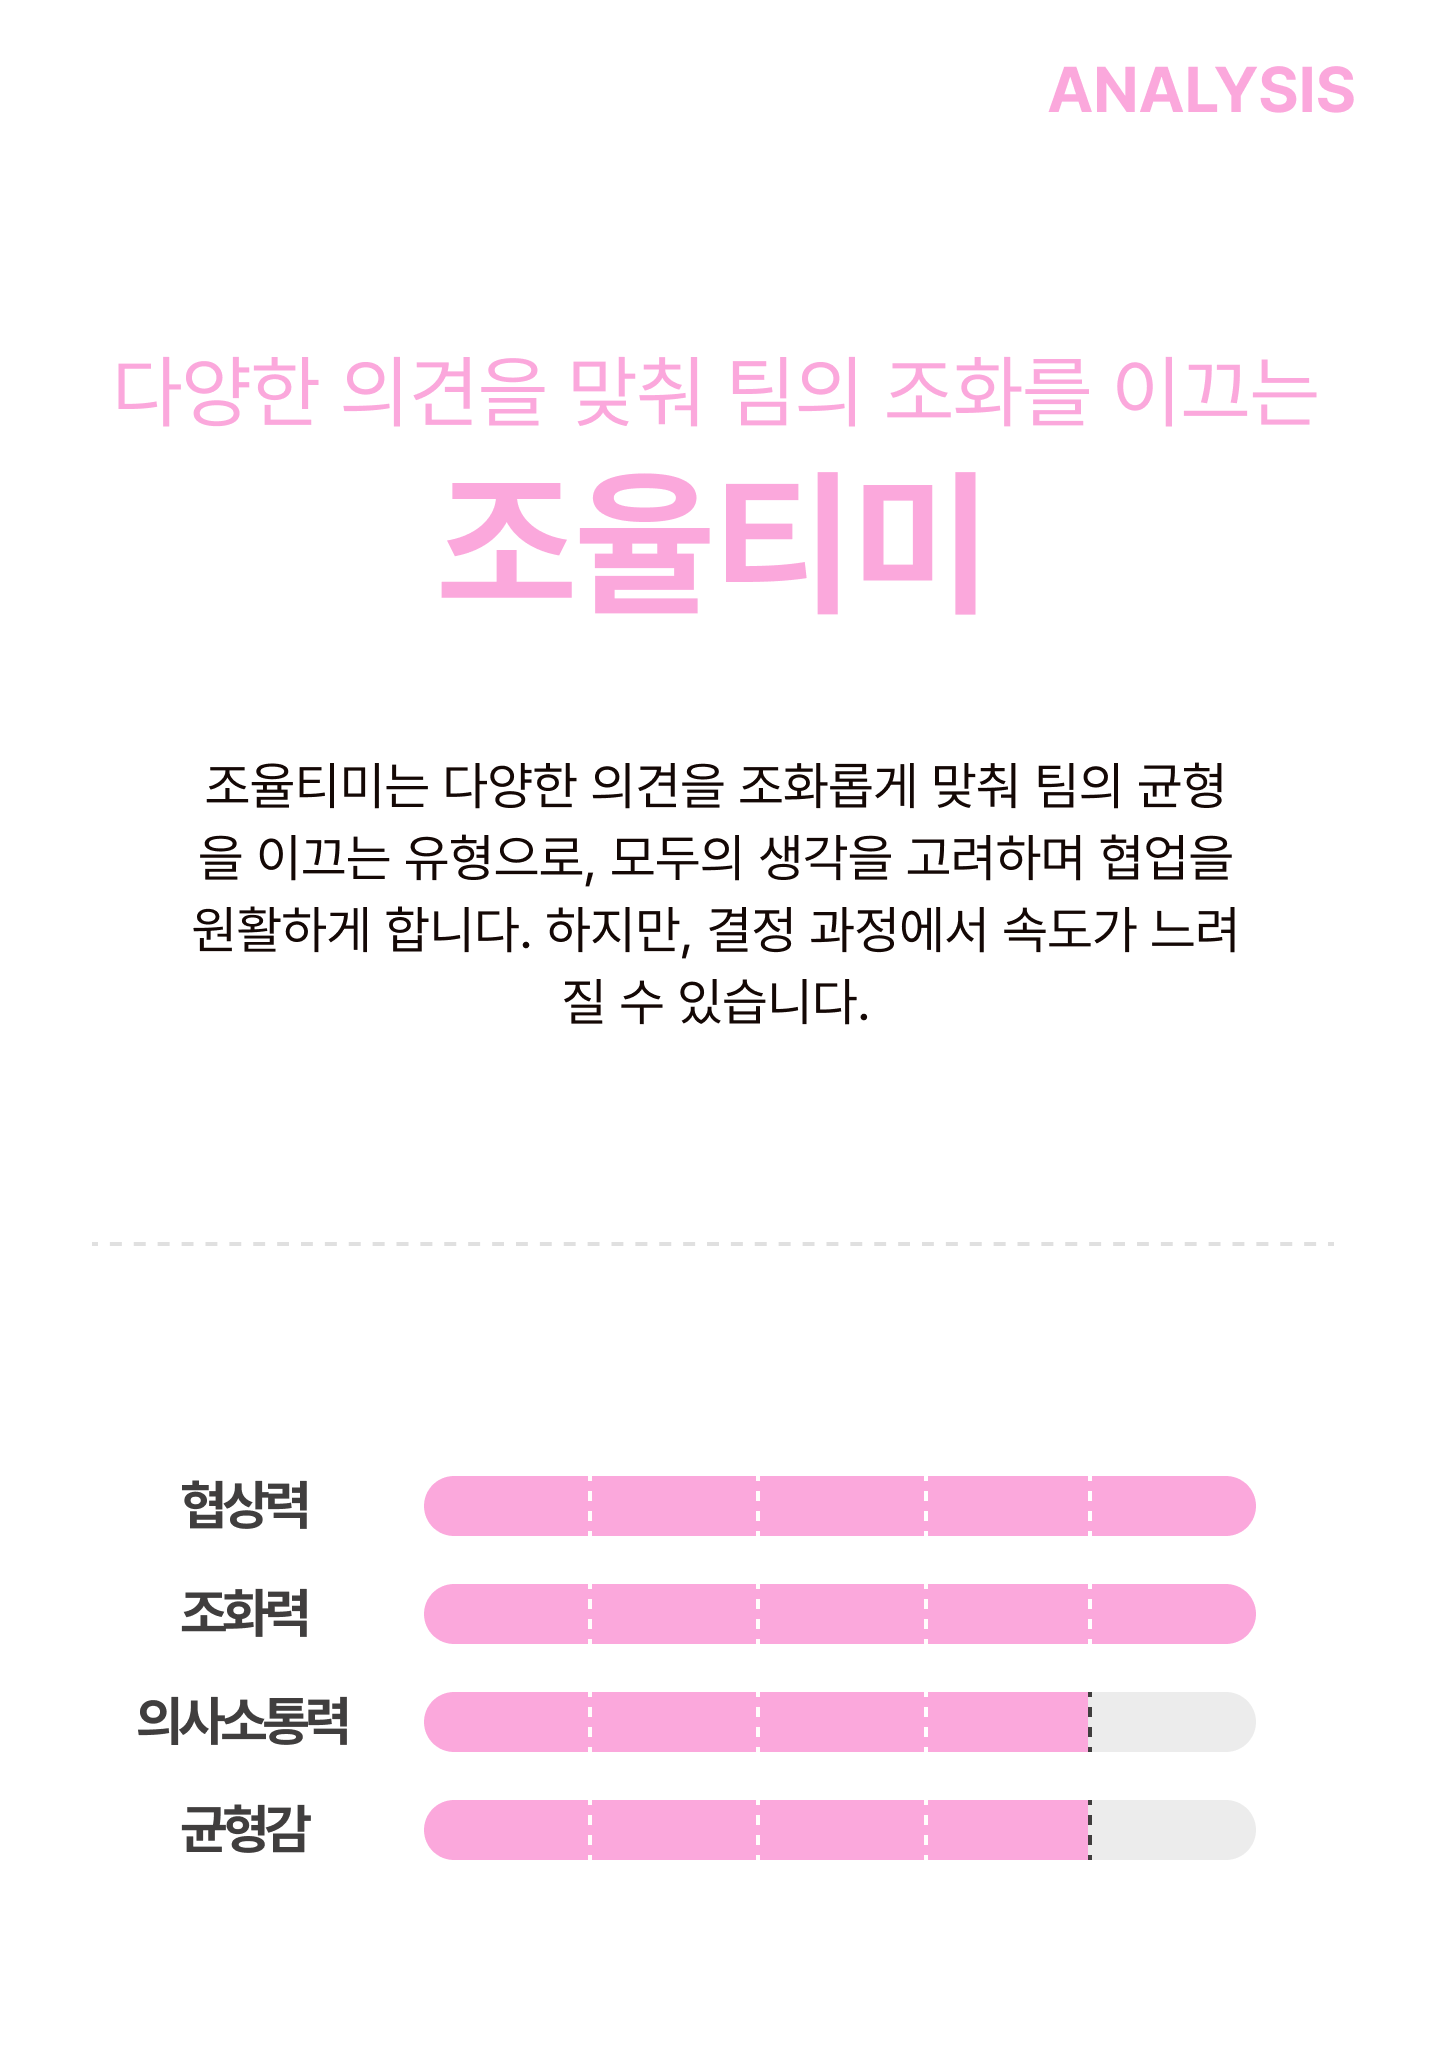 ANALYSIS
다양한 의견을 맞춰 팀의 조화를 이끄는
조율티미
조율티미는 다양한 의견을 조화롭게 맞춰 팀의 균형
을 이끄는 유형으로, 모두의 생각을 고려하며 협업을
원활하게 합니다. 하지만, 결정 과정에서 속도가 느려
질 수 있습니다.
협상력
조화력
의사소통력
균형감